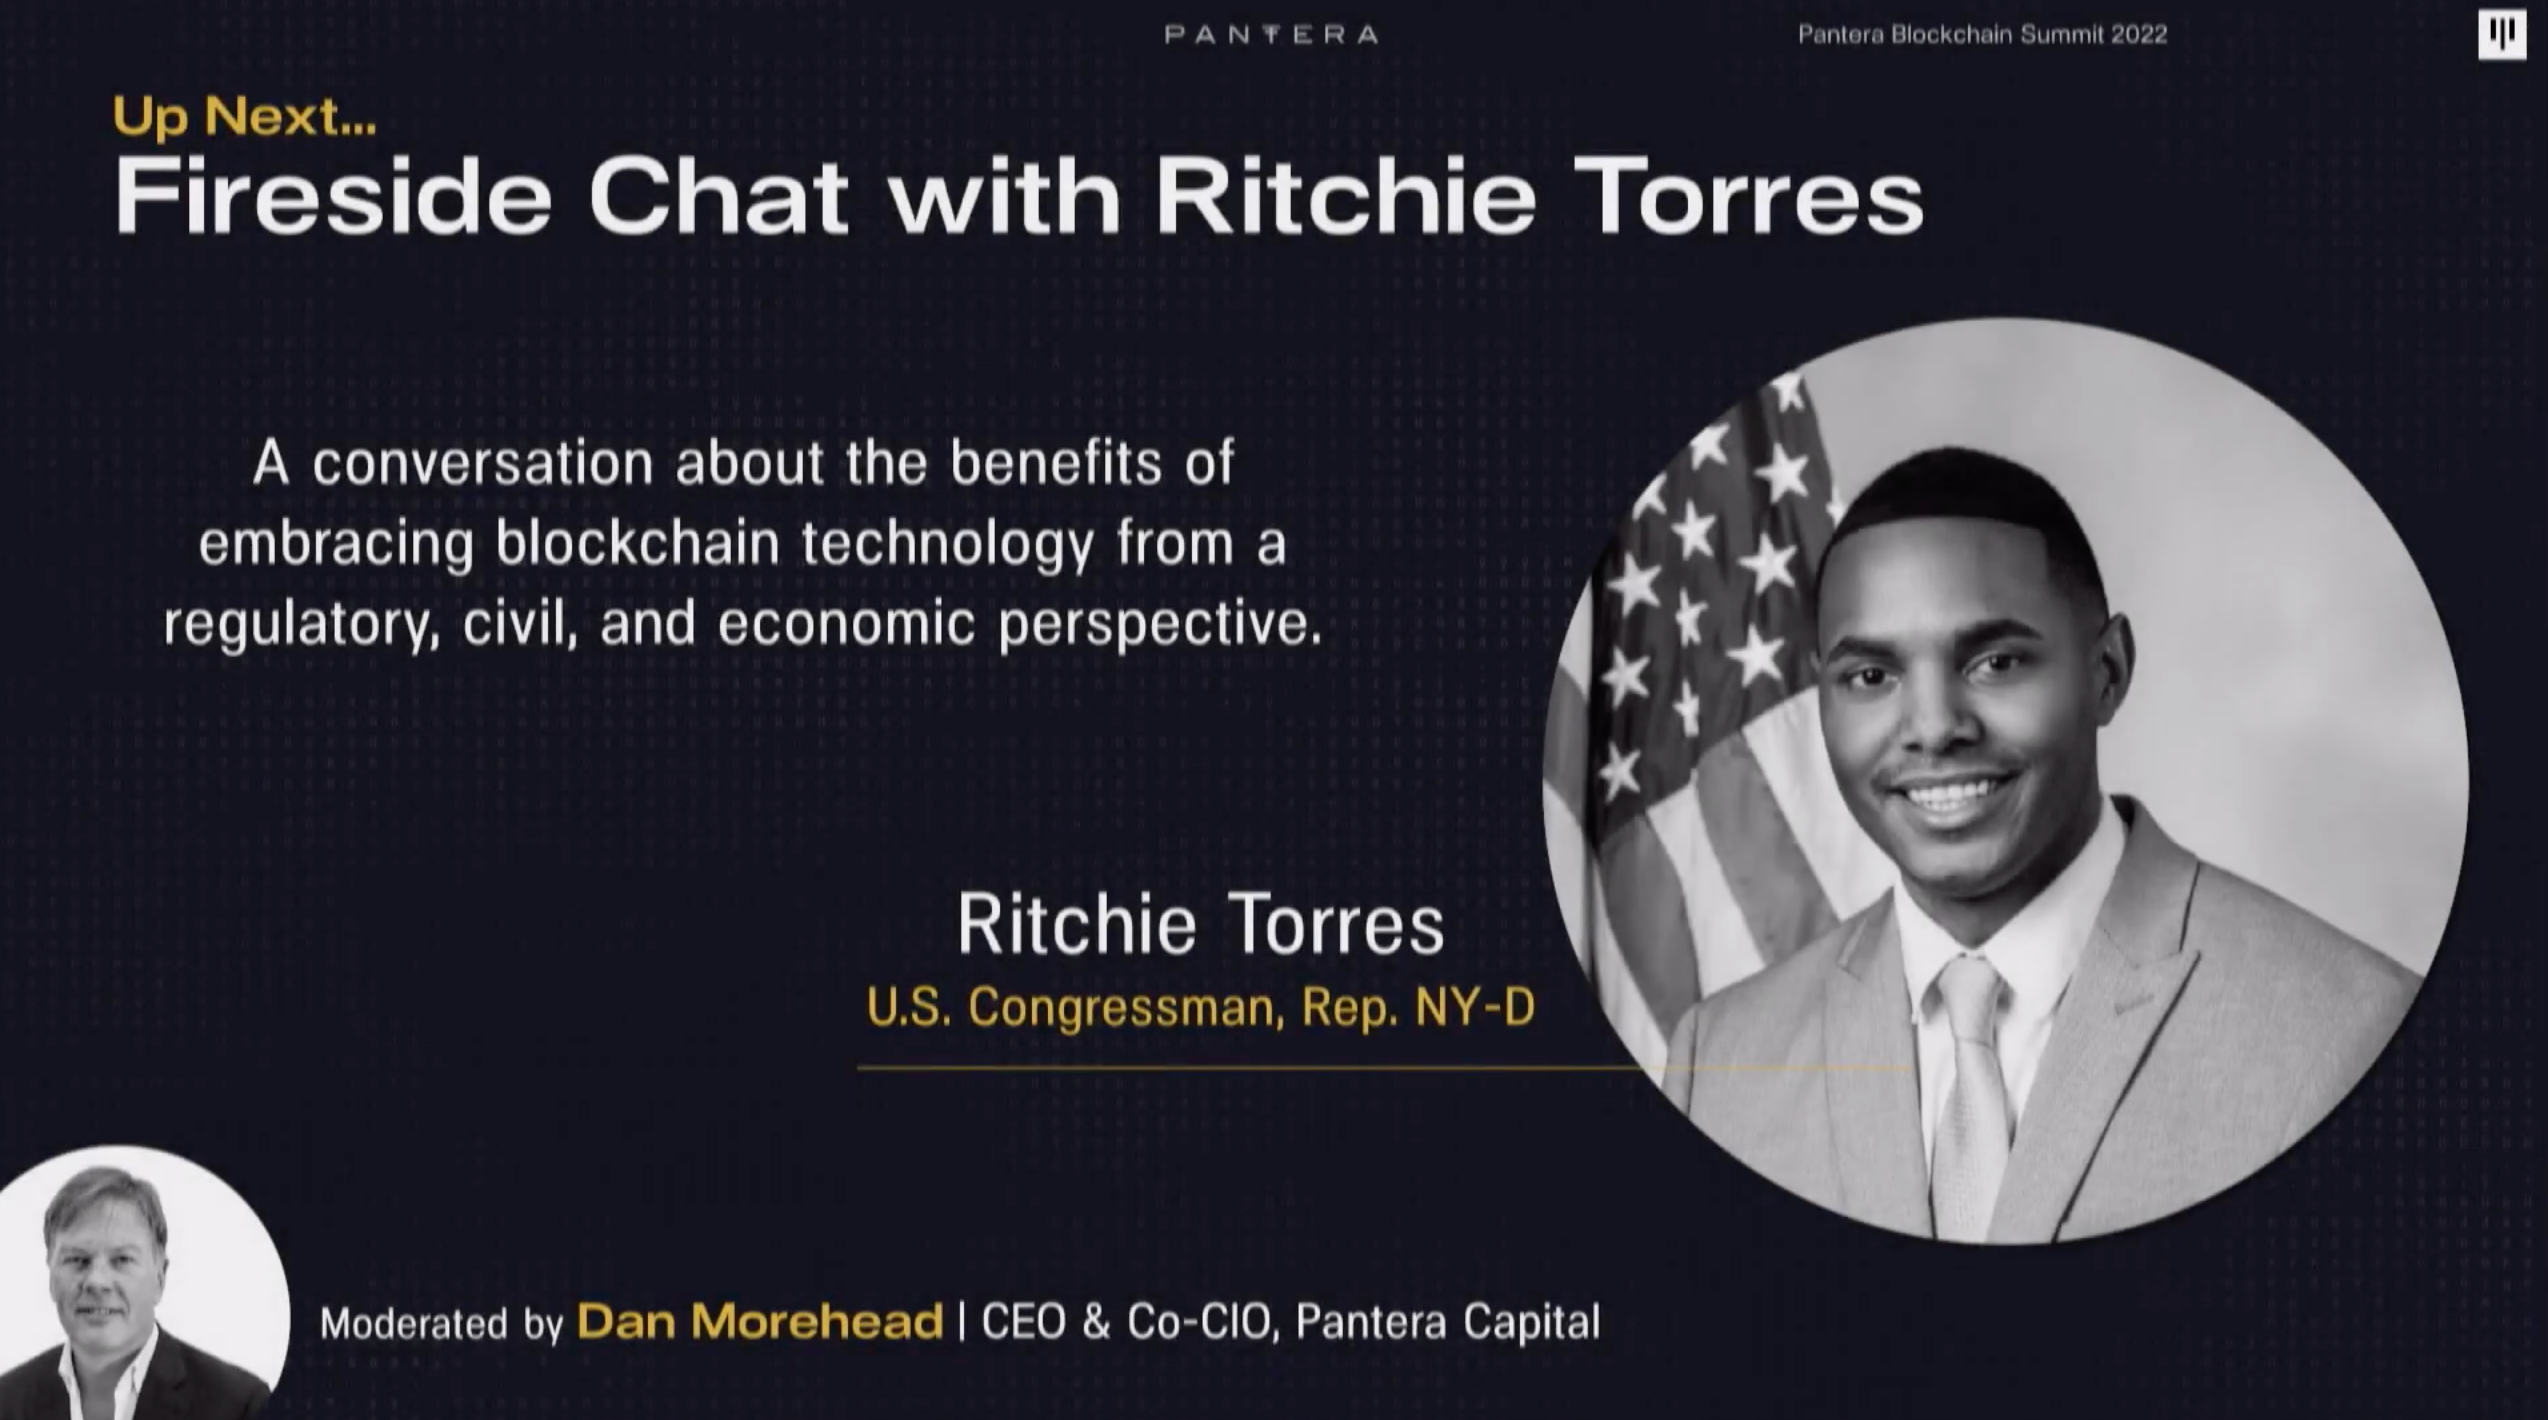 PANTERA
Pantera Blockchain Summit 2022
Up Next...
Fireside Chat with Ritchie Torres
A conversation about the benefits of
embracing blockchain technology from a
regulatory, civil, and economic perspective.
Ritchie Torres
U.S. Congressman, Rep. NY-D
Moderated by Dan Morehead | CEO & Co-CIO, Pantera Capital